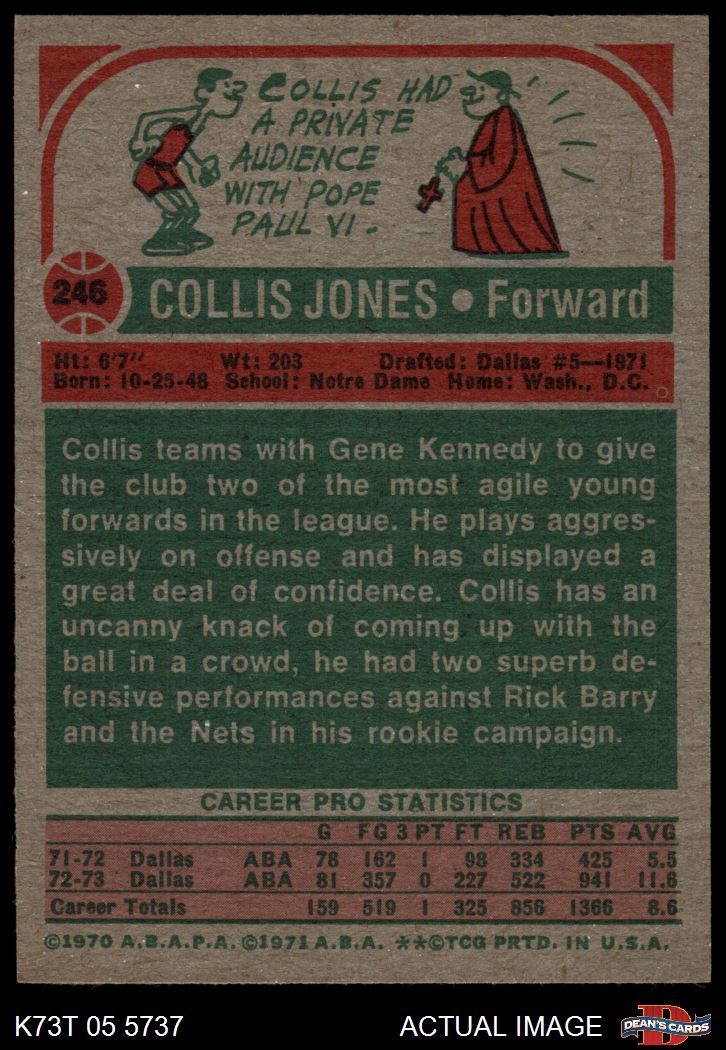 COLLIS HAD
A PRIVATE
AUDIENCE
WITH POPE
PAUL VI.
246 COLLIS JONES • Forward
Ht: 6'7" Wt: 203 Drafted: Dallas #5—1971
Born: 10-25-48 School: Notre Dame Home: Wash., D.C.
Collis teams with Gene Kennedy to give
the club two of the most agile young
forwards in the league. He plays aggres-
sively on offense and has displayed a
great deal of confidence. Collis has an
uncanny knack of coming up with the
ball in a crowd, he had two superb de-
fensive performances against Rick Barry
and the Nets in his rookie campaign.
CAREER PRO STATISTICS
G FG 3 PT FT REB PTS AVG
71-72 Dallas ABA 78 162 1 98 334 425 5.5
72-73 Dallas ABA 81 357 0 227 522 941 11.6
Career Totals 159 519 1 325 856 1366 8.6
©1970 A.B.A.P.A. ©1971 A.B.A. **©TCG PRTD. IN U.S.A.
K73T 05 5737 ACTUAL IMAGE D DEAN'S CARDS